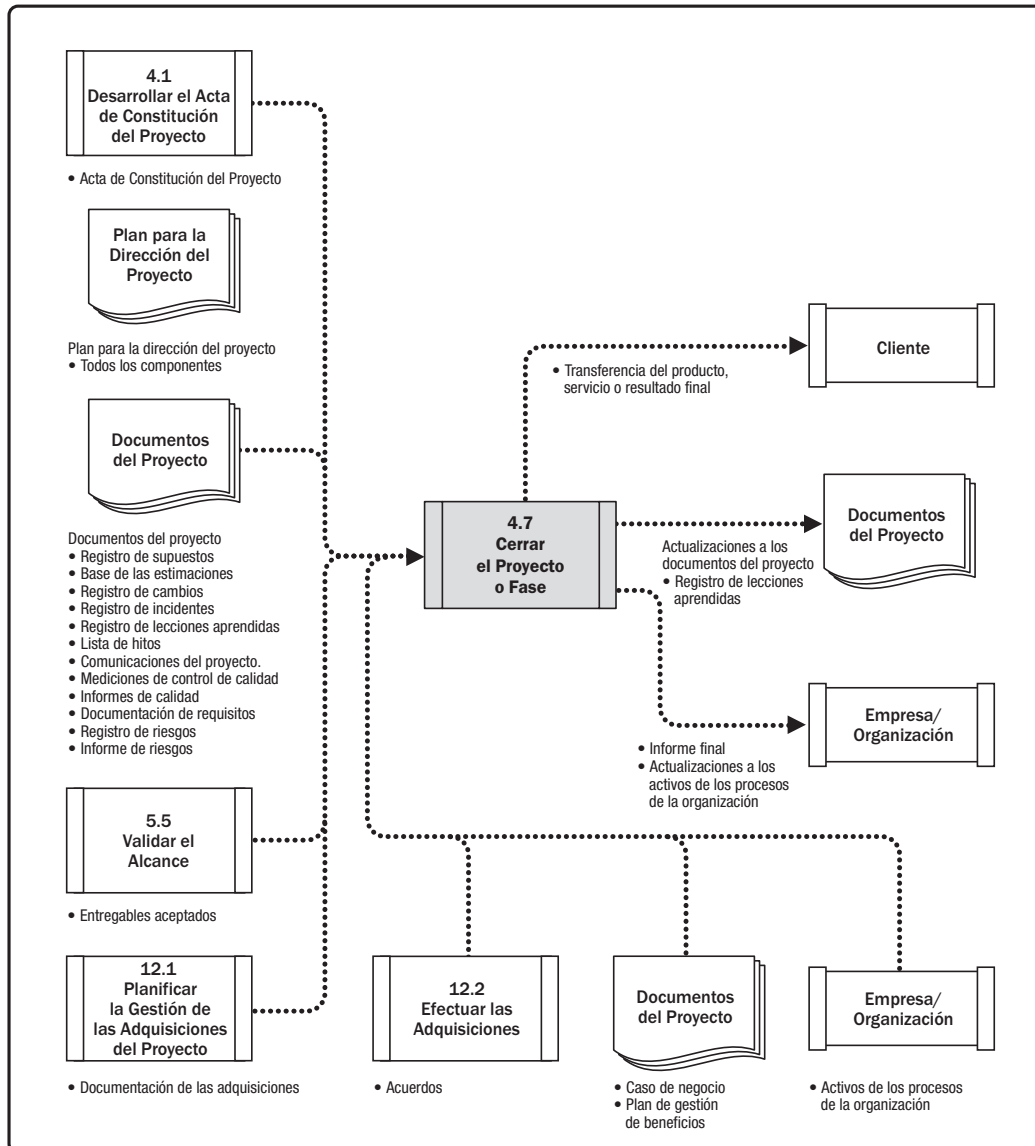 4.1
Desarrollar el Acta
de Constitución
del Proyecto
• Acta de Constitución del Proyecto
Plan para la
Dirección del
Proyecto
Plan para la dirección del proyecto
• Todos los componentes
Documentos
del Proyecto
Documentos del proyecto
• Registro de supuestos
• Base de las estimaciones
• Registro de cambios
• Registro de incidentes
• Registro de lecciones aprendidas
• Lista de hitos
• Comunicaciones del proyecto.
• Mediciones de control de calidad
• Informes de calidad
• Documentación de requisitos
• Registro de riesgos
• Informe de riesgos
5.5
Validar el
Alcance
• Entregables aceptados
12.1
Planificar
la Gestión de
las Adquisiciones
del Proyecto
• Documentación de las adquisiciones
4.7
Cerrar
el Proyecto
o Fase
• Transferencia del producto,
servicio o resultado final
Cliente
Actualizaciones a los
documentos del proyecto
• Registro de lecciones
aprendidas
Documentos
del Proyecto
• Informe final
• Actualizaciones a los
activos de los procesos
de la organización
Empresa/
Organización
12.2
Efectuar las
Adquisiciones
• Acuerdos
Documentos
del Proyecto
• Caso de negocio
• Plan de gestión
de beneficios
Empresa/
Organización
• Activos de los procesos
de la organización